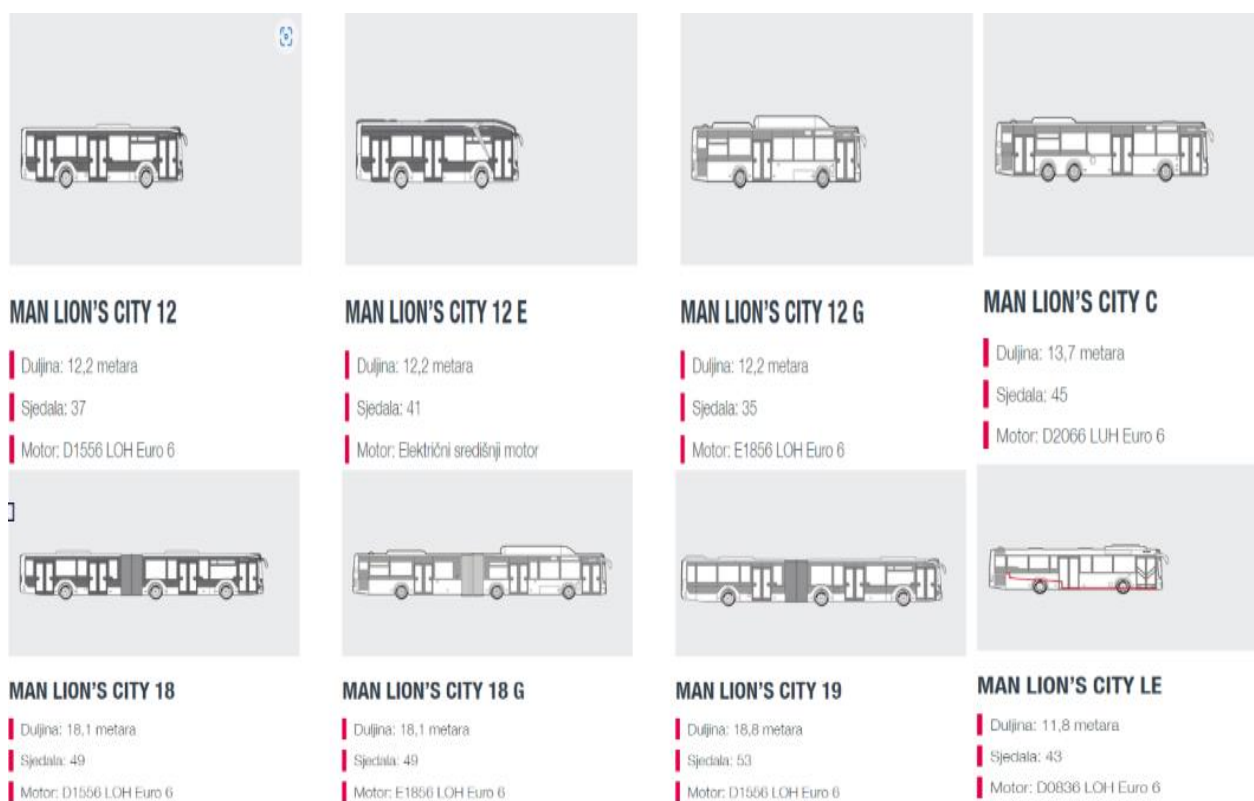 MAN LION'S CITY 12
Duljina: 12,2 metara
Sjedala: 37
Motor: D1556 LOH Euro 6
MAN LION'S CITY 12 E
Duljina: 12,2 metara
Sjedala: 41
Motor: Električni središnji motor
MAN LION'S CITY 12 G
Duljina: 12,2 metara
Sjedala: 35
Motor: E1856 LOH Euro 6
MAN LION'S CITY C
Duljina: 13,7 metara
Sjedala: 45
Motor: D2066 LUH Euro 6
MAN LION'S CITY 18
Duljina: 18,1 metara
Sjedala: 49
Motor: D1556 LOH Euro 6
MAN LION'S CITY 18 G
Duljina: 18,1 metara
Sjedala: 49
Motor: E1856 LOH Euro 6
MAN LION'S CITY 19
Duljina: 18,8 metara
Sjedala: 53
Motor: D1556 LOH Euro 6
MAN LION'S CITY LE
Duljina: 11,8 metara
Sjedala: 43
Motor: D0836 LOH Euro 6